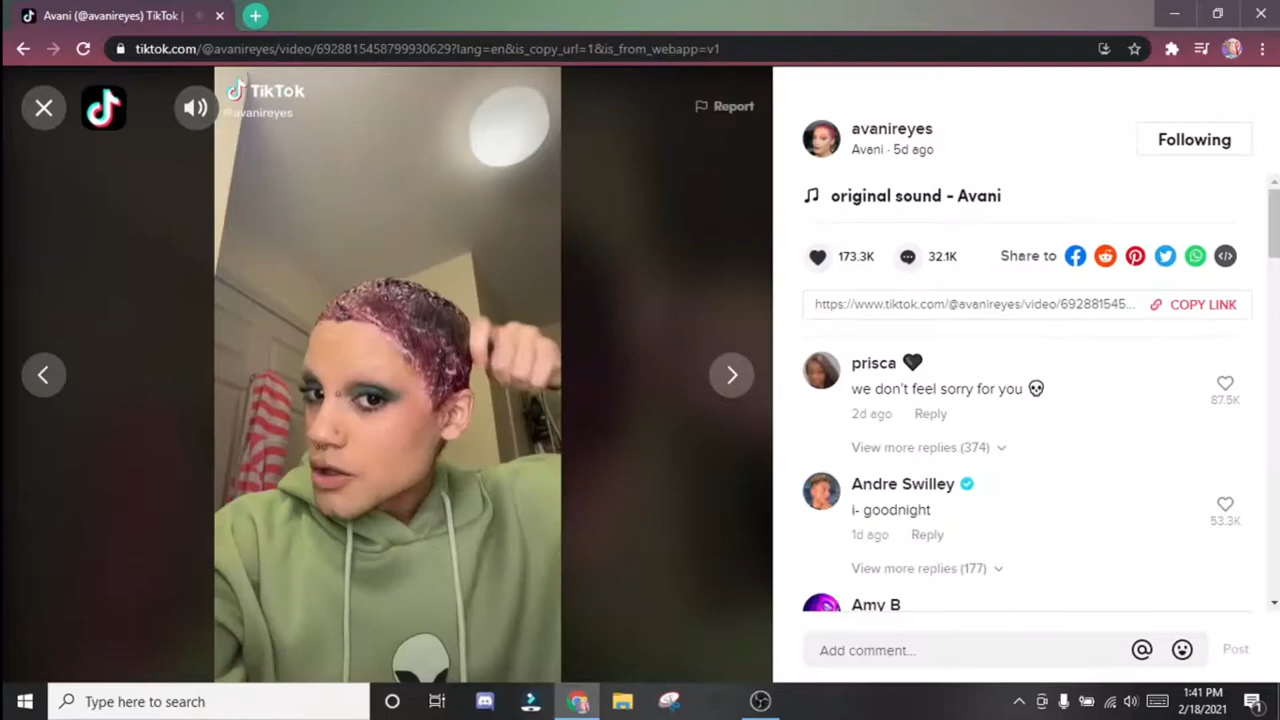 Avani (@avanireyes) TikTok |
tiktok.com/@avanireyes/video/6928815458799930629?lang=en&is_copy_url=1&is_from_webapp=v1
TikTok
@avanireyes
Report
avanireyes
Avani · 5d ago
Following
original sound - Avani
173.3K
32.1K
Share to
https://www.tiktok.com/@avanireyes/video/692881545...
COPY LINK
prisca 🖤
we don't feel sorry for you 💀
87.5K
2d ago Reply
View more replies (374)
Andre Swilley
i- goodnight
53.3K
1d ago Reply
View more replies (177)
Amy B
Add comment...
Post
Type here to search
1:41 PM
2/18/2021
1